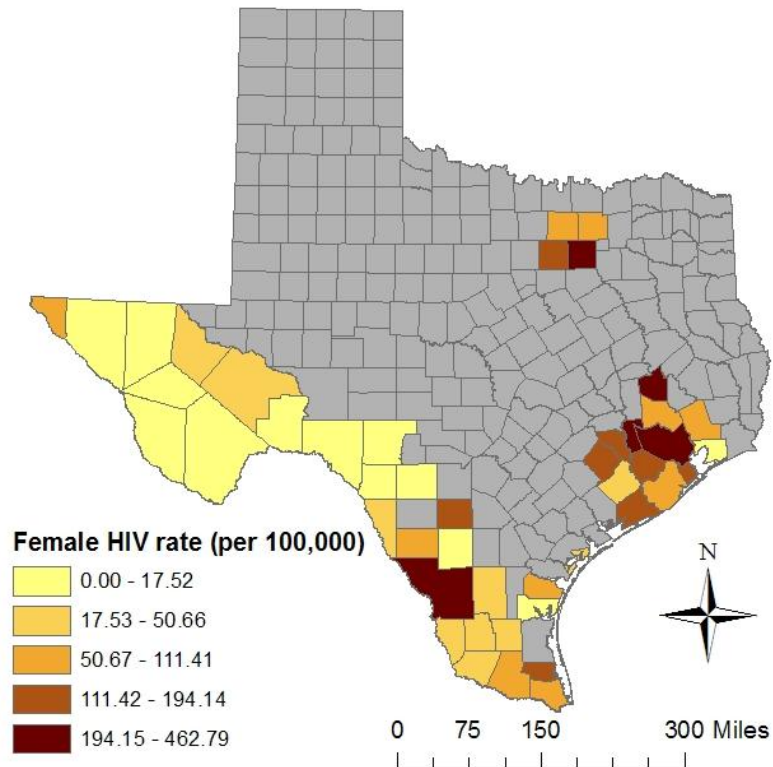 Female HIV rate (per 100,000)
0.00 - 17.52
17.53 - 50.66
50.67 - 111.41
111.42 - 194.14
194.15 - 462.79
N
0 75 150 300 Miles